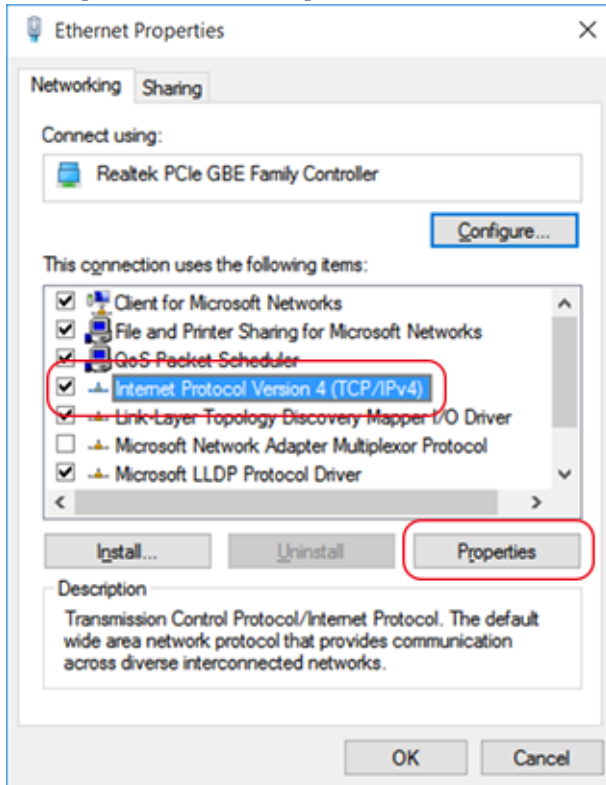 Ethernet Properties
Networking
Sharing
Connect using:
Realtek PCIe GBE Family Controller
Configure...
This connection uses the following items:
Client for Microsoft Networks
File and Printer Sharing for Microsoft Networks
QoS Packet Scheduler
Internet Protocol Version 4 (TCP/IPv4)
Link-Layer Topology Discovery Mapper I/O Driver
Microsoft Network Adapter Multiplexor Protocol
Microsoft LLDP Protocol Driver
Install...
Uninstall
Properties
Description
Transmission Control Protocol/Internet Protocol. The default
wide area network protocol that provides communication
across diverse interconnected networks.
OK
Cancel